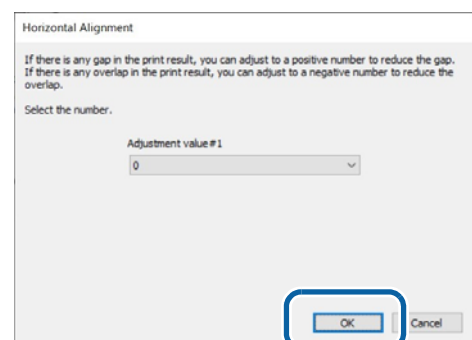 Horizontal Alignment
If there is any gap in the print result, you can adjust to a positive number to reduce the gap.
If there is any overlap in the print result, you can adjust to a negative number to reduce the
overlap.
Select the number.
Adjustment value#1
0
OK Cancel